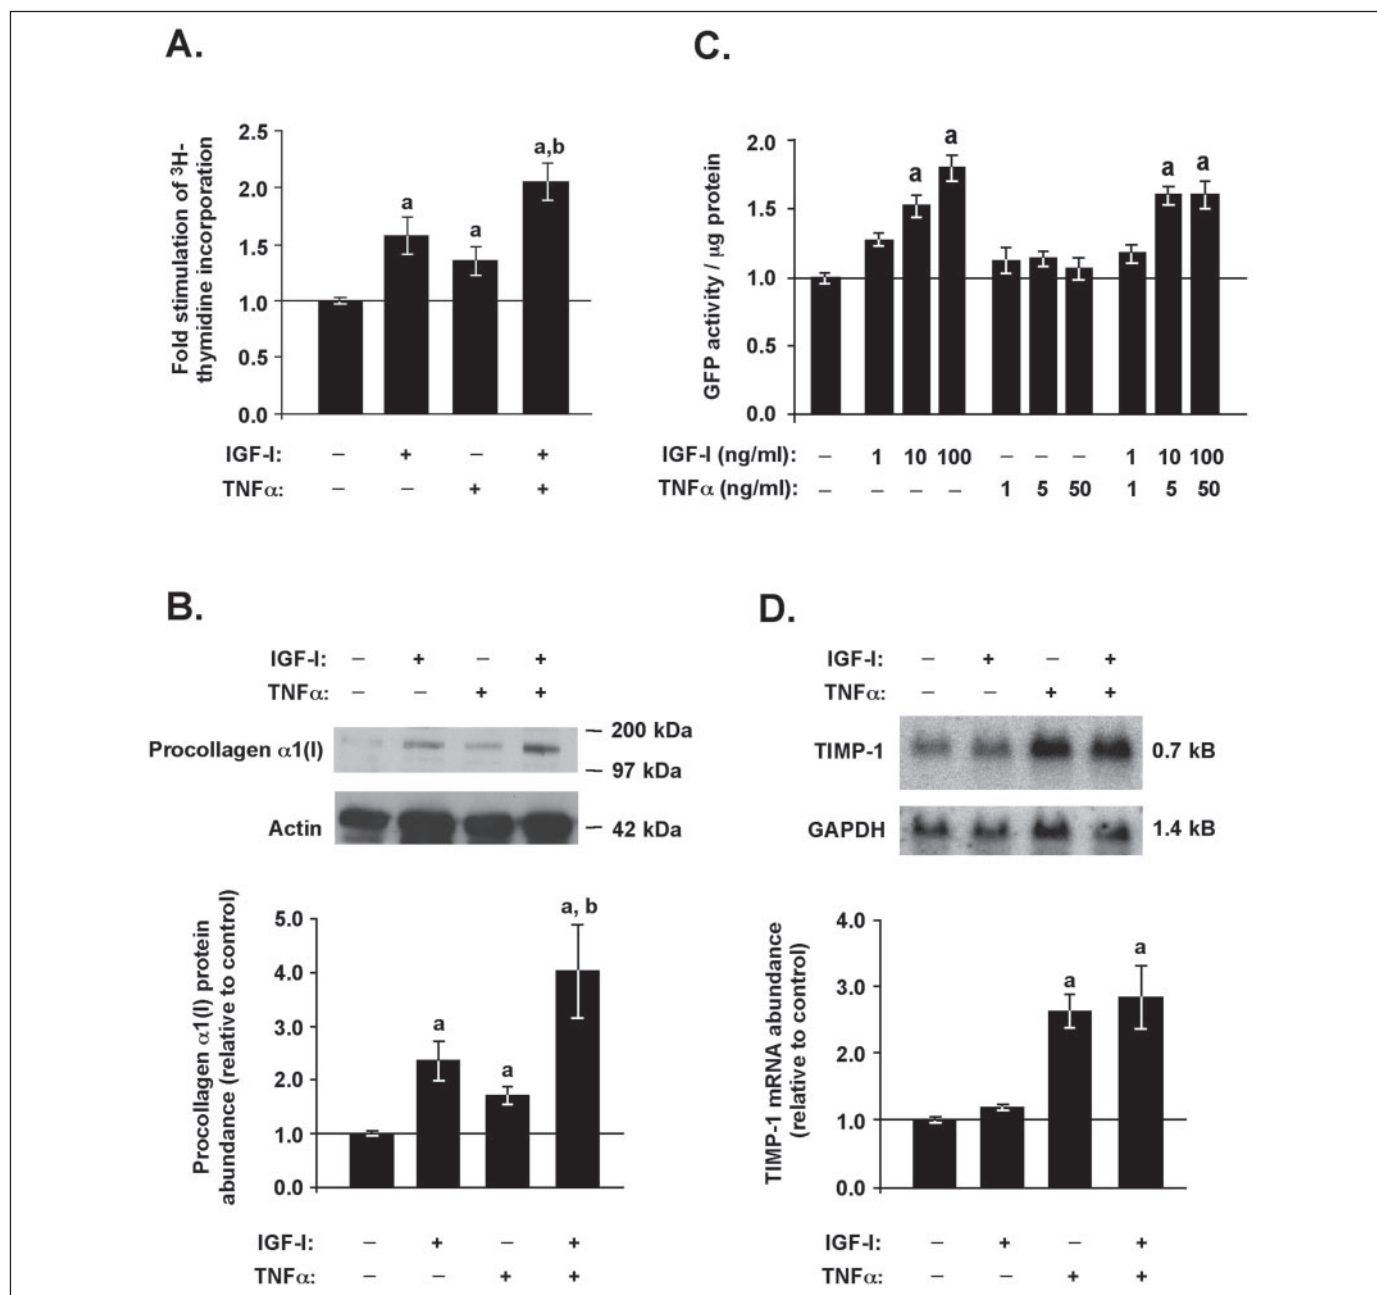 A.
Fold stimulation of ³H-
thymidine incorporation
2.5
2.0
1.5
1.0
0.5
0.0
a
a
a,b
IGF-I: – + – +
TNFα: – – + +
C.
GFP activity / μg protein
2.0
1.5
1.0
0.5
0.0
a
a
a
a
IGF-I (ng/ml): – 1 10 100 – – – 1 10 100
TNFα (ng/ml): – – – – 1 5 50 1 5 50
B.
IGF-I: – + – +
TNFα: – – + +
Procollagen α1(I)
– 200 kDa
– 97 kDa
Actin
– 42 kDa
Procollagen α1(I) protein
abundance (relative to control)
5.0
4.0
3.0
2.0
1.0
0.0
a
a
a, b
IGF-I: – + – +
TNFα: – – + +
D.
IGF-I: – + – +
TNFα: – – + +
TIMP-1
0.7 kB
GAPDH
1.4 kB
TIMP-1 mRNA abundance
(relative to control)
4.0
3.0
2.0
1.0
0.0
a
a
IGF-I: – + – +
TNFα: – – + +